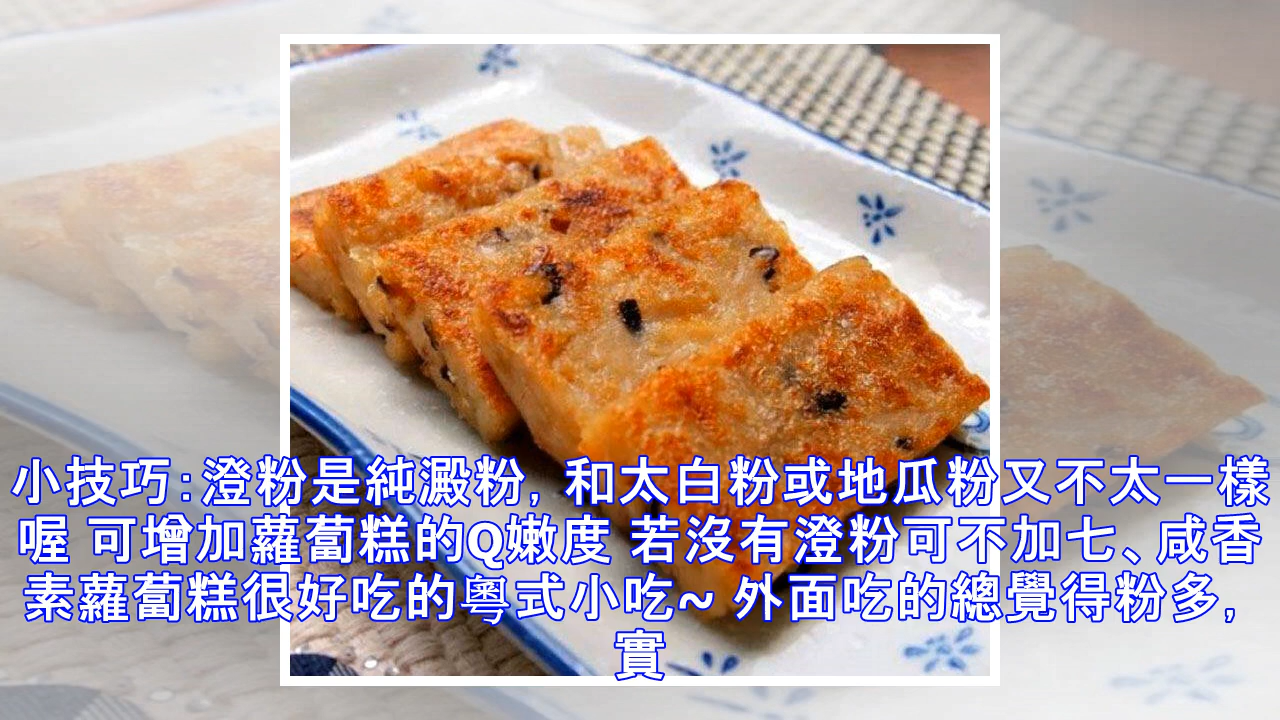 小技巧:澄粉是純澱粉, 和太白粉或地瓜粉又不太一樣
喔 可增加蘿蔔糕的Q嫩度 若沒有澄粉可不加七、咸香
素蘿蔔糕很好吃的粵式小吃~ 外面吃的總覺得粉多,
實